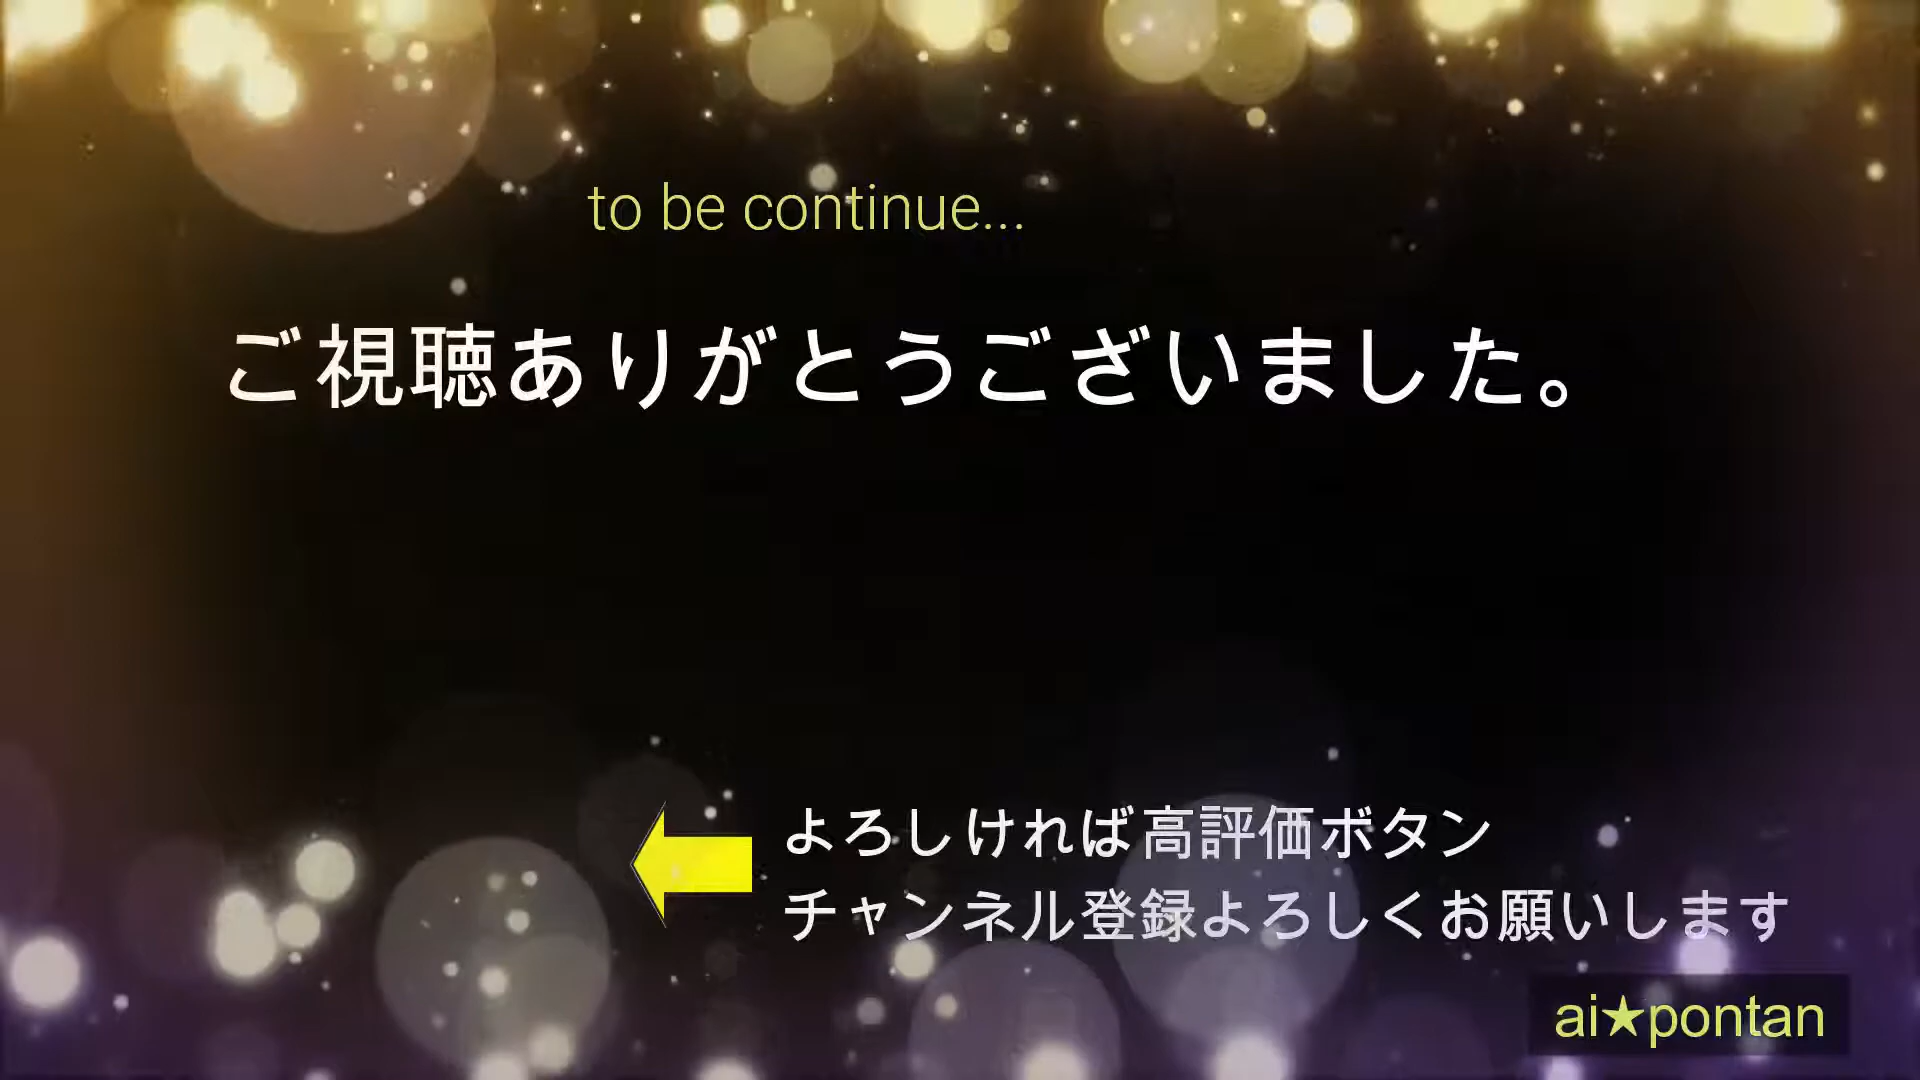 to be continue...
ご視聴ありがとうございました。
よろしければ高評価ボタン
チャンネル登録よろしくお願いします
ai★pontan